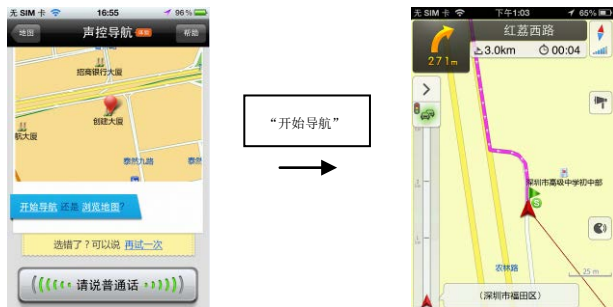 无 SIM 卡 16:55 96%
地图 声控导航 帮助
招商银行大厦
创建大厦
航大厦
泰然九路 泰然
开始导航 还是 浏览地图?
选错了？可以说 再试一次
请说普通话
“开始导航”
无 SIM 卡 下午1:03 65%
红荔西路
271m 3.0km 00:04
深圳市高级中学初中部
S
农林路
25 m
(深圳市福田区)